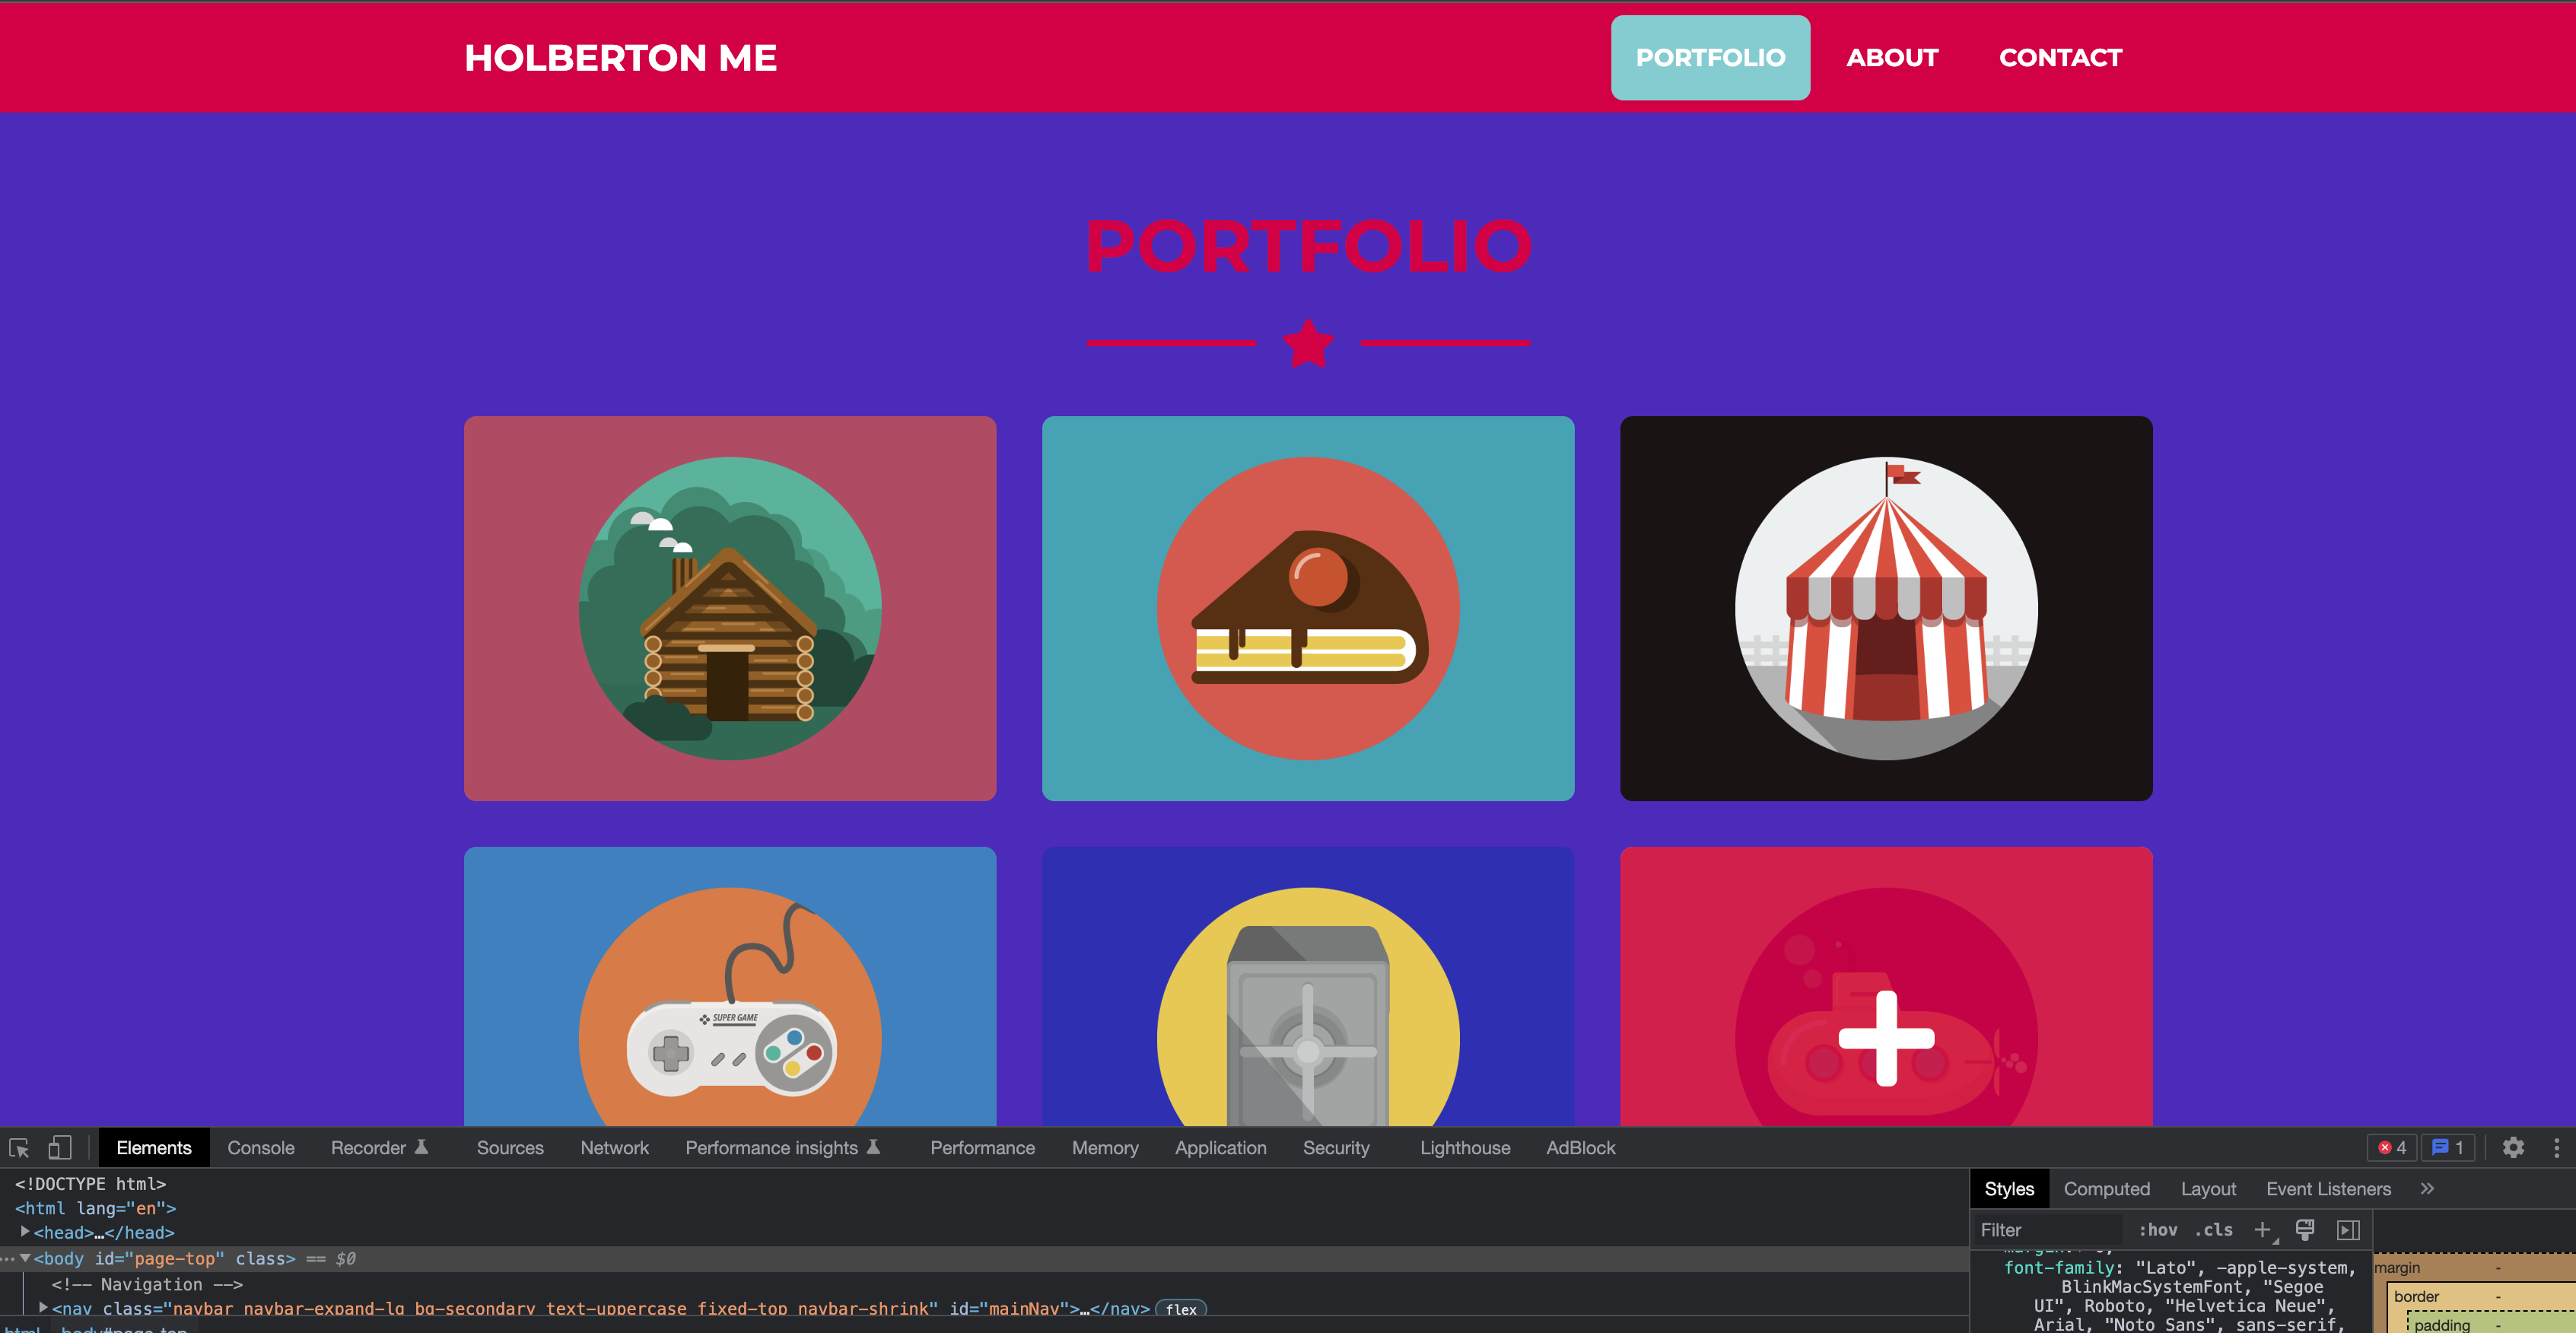 HOLBERTON ME PORTFOLIO ABOUT CONTACT
PORTFOLIO
SUPER GAME
Elements Console Recorder Sources Network Performance insights Performance Memory Application Security Lighthouse AdBlock 4 1
<!DOCTYPE html>
<html lang="en">
<head>…</head>
<body id="page-top" class> == $0
<!-- Navigation -->
<nav class="navbar navbar-expand-lg bg-secondary text-uppercase fixed-top navbar-shrink" id="mainNav">…</nav> flex
html body#page-top
Styles Computed Layout Event Listeners »
Filter :hov .cls
font-family: "Lato", -apple-system,
BlinkMacSystemFont, "Segoe
UI", Roboto, "Helvetica Neue",
Arial, "Noto Sans", sans-serif,
margin -
border -
padding -